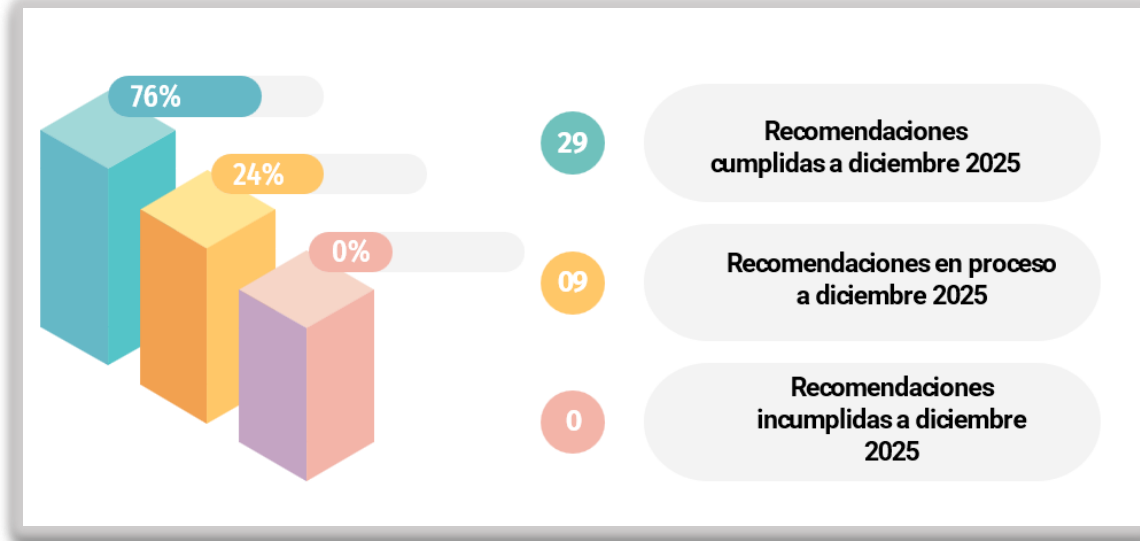 76%
24%
0%
29
Recomendaciones
cumplidas a diciembre 2025
09
Recomendaciones en proceso
a diciembre 2025
0
Recomendaciones
incumplidas a diciembre
2025